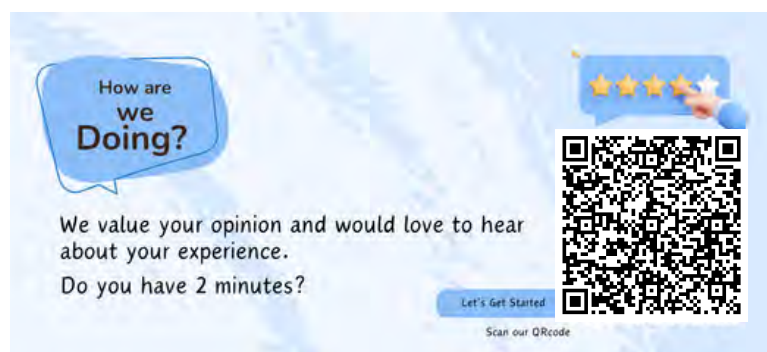 How are
we
Doing?
We value your opinion and would love to hear
about your experience.
Do you have 2 minutes?
Let's Get Started
Scan our QRcode